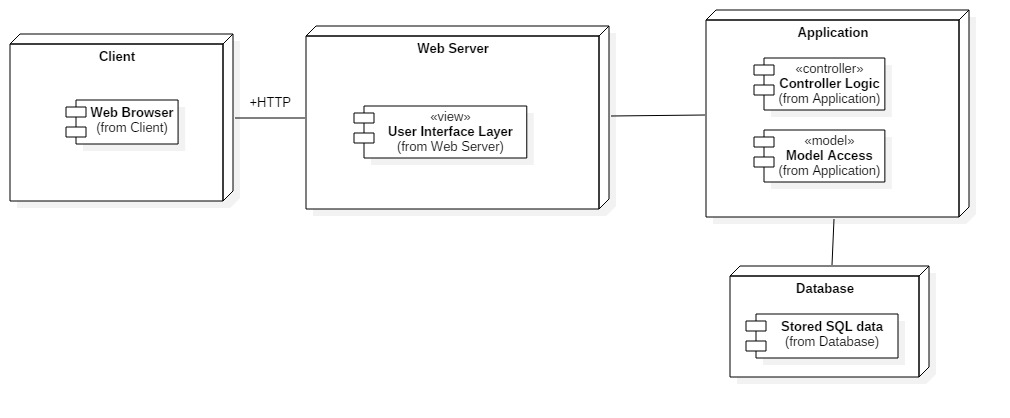 Client
Web Browser
(from Client)
+HTTP
Web Server
«view»
User Interface Layer
(from Web Server)
Application
«controller»
Controller Logic
(from Application)
«model»
Model Access
(from Application)
Database
Stored SQL data
(from Database)